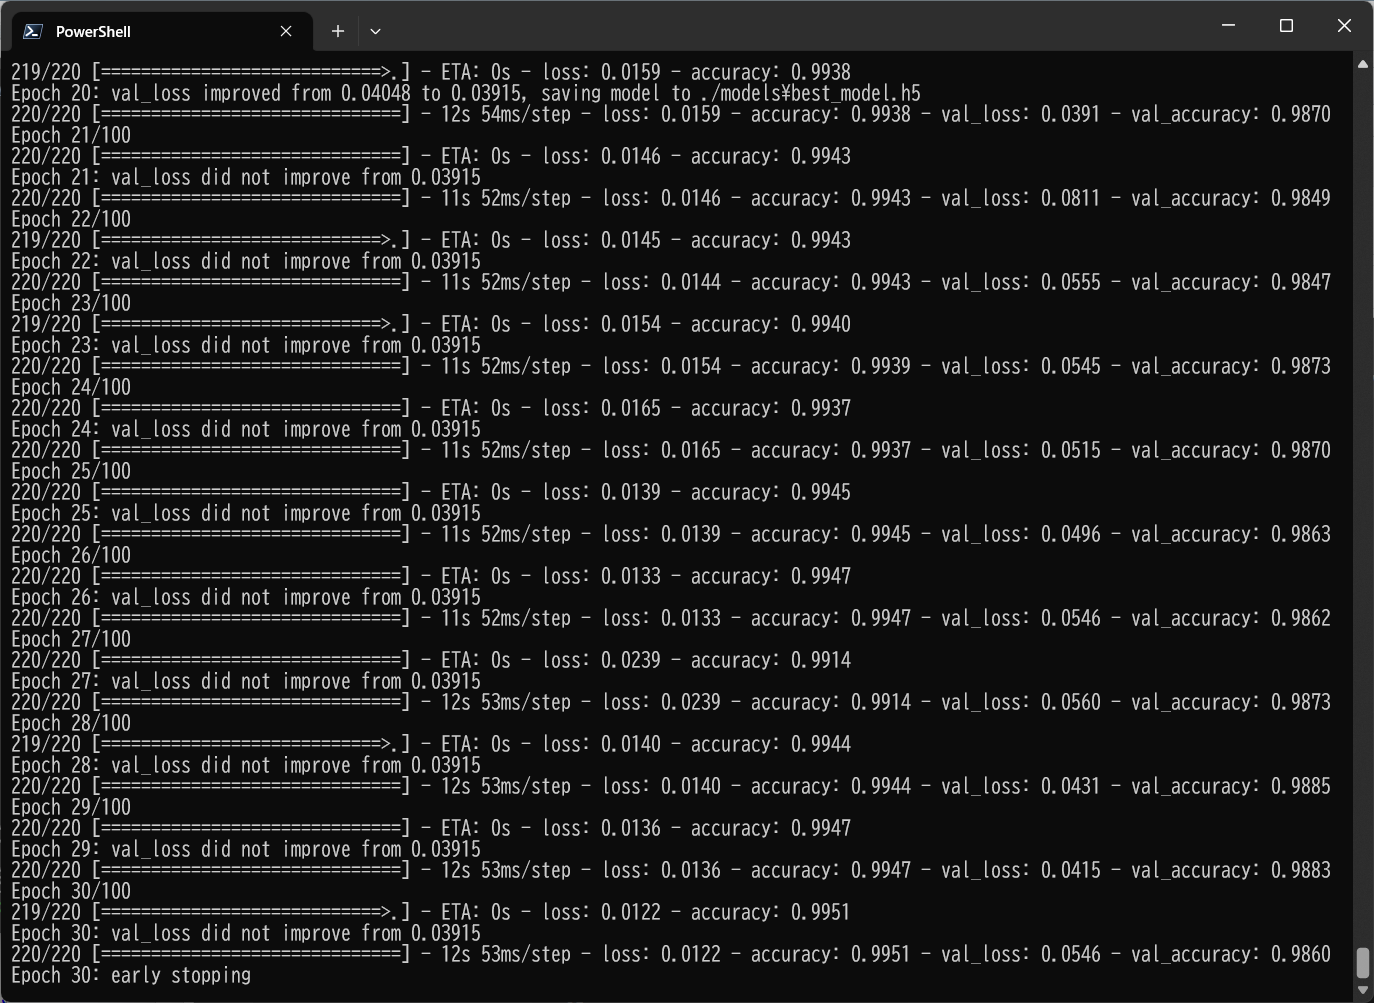 PowerShell
219/220 [============================>.] - ETA: 0s - loss: 0.0159 - accuracy: 0.9938
Epoch 20: val_loss improved from 0.04048 to 0.03915, saving model to ./models¥best_model.h5
220/220 [==============================] - 12s 54ms/step - loss: 0.0159 - accuracy: 0.9938 - val_loss: 0.0391 - val_accuracy: 0.9870
Epoch 21/100
220/220 [==============================] - ETA: 0s - loss: 0.0146 - accuracy: 0.9943
Epoch 21: val_loss did not improve from 0.03915
220/220 [==============================] - 11s 52ms/step - loss: 0.0146 - accuracy: 0.9943 - val_loss: 0.0811 - val_accuracy: 0.9849
Epoch 22/100
219/220 [============================>.] - ETA: 0s - loss: 0.0145 - accuracy: 0.9943
Epoch 22: val_loss did not improve from 0.03915
220/220 [==============================] - 11s 52ms/step - loss: 0.0144 - accuracy: 0.9943 - val_loss: 0.0555 - val_accuracy: 0.9847
Epoch 23/100
219/220 [============================>.] - ETA: 0s - loss: 0.0154 - accuracy: 0.9940
Epoch 23: val_loss did not improve from 0.03915
220/220 [==============================] - 11s 52ms/step - loss: 0.0154 - accuracy: 0.9939 - val_loss: 0.0545 - val_accuracy: 0.9873
Epoch 24/100
220/220 [==============================] - ETA: 0s - loss: 0.0165 - accuracy: 0.9937
Epoch 24: val_loss did not improve from 0.03915
220/220 [==============================] - 11s 52ms/step - loss: 0.0165 - accuracy: 0.9937 - val_loss: 0.0515 - val_accuracy: 0.9870
Epoch 25/100
220/220 [==============================] - ETA: 0s - loss: 0.0139 - accuracy: 0.9945
Epoch 25: val_loss did not improve from 0.03915
220/220 [==============================] - 11s 52ms/step - loss: 0.0139 - accuracy: 0.9945 - val_loss: 0.0496 - val_accuracy: 0.9863
Epoch 26/100
220/220 [==============================] - ETA: 0s - loss: 0.0133 - accuracy: 0.9947
Epoch 26: val_loss did not improve from 0.03915
220/220 [==============================] - 11s 52ms/step - loss: 0.0133 - accuracy: 0.9947 - val_loss: 0.0546 - val_accuracy: 0.9862
Epoch 27/100
220/220 [==============================] - ETA: 0s - loss: 0.0239 - accuracy: 0.9914
Epoch 27: val_loss did not improve from 0.03915
220/220 [==============================] - 12s 53ms/step - loss: 0.0239 - accuracy: 0.9914 - val_loss: 0.0560 - val_accuracy: 0.9873
Epoch 28/100
219/220 [============================>.] - ETA: 0s - loss: 0.0140 - accuracy: 0.9944
Epoch 28: val_loss did not improve from 0.03915
220/220 [==============================] - 12s 53ms/step - loss: 0.0140 - accuracy: 0.9944 - val_loss: 0.0431 - val_accuracy: 0.9885
Epoch 29/100
220/220 [==============================] - ETA: 0s - loss: 0.0136 - accuracy: 0.9947
Epoch 29: val_loss did not improve from 0.03915
220/220 [==============================] - 12s 53ms/step - loss: 0.0136 - accuracy: 0.9947 - val_loss: 0.0415 - val_accuracy: 0.9883
Epoch 30/100
219/220 [============================>.] - ETA: 0s - loss: 0.0122 - accuracy: 0.9951
Epoch 30: val_loss did not improve from 0.03915
220/220 [==============================] - 12s 53ms/step - loss: 0.0122 - accuracy: 0.9951 - val_loss: 0.0546 - val_accuracy: 0.9860
Epoch 30: early stopping